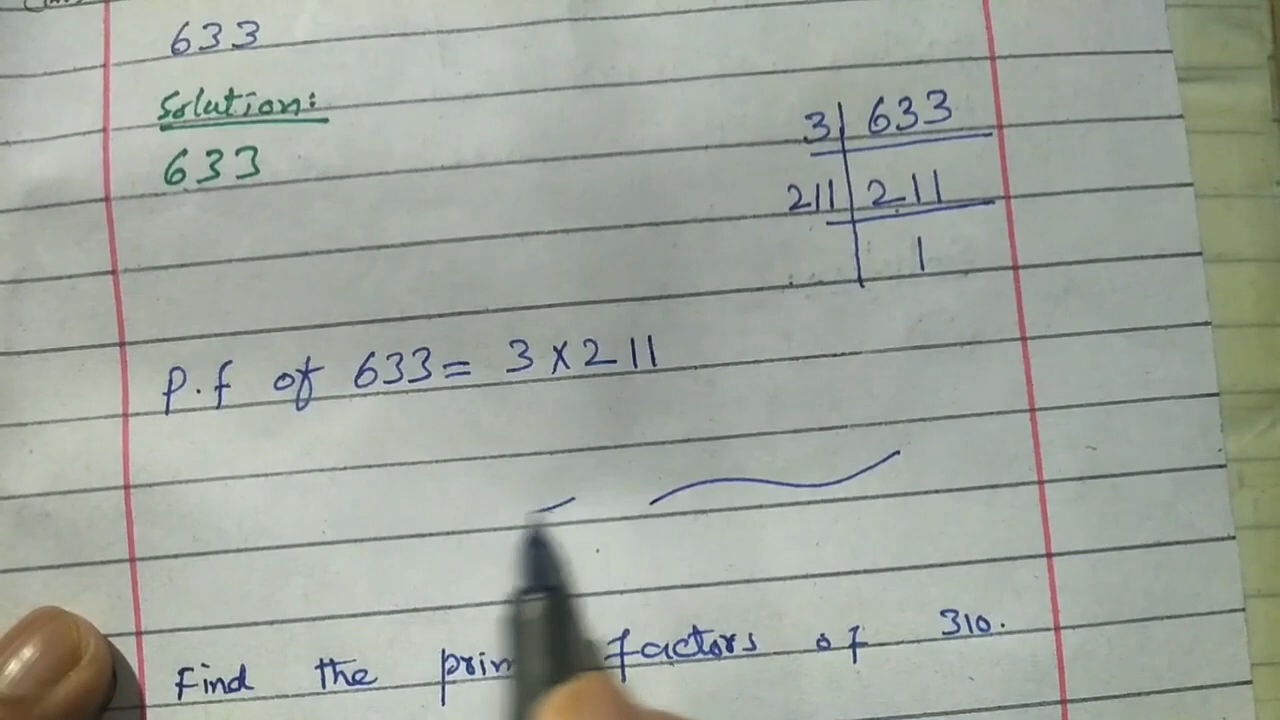 633
Solution:
633
3 | 633
211 | 211
1
P.f of 633 = 3 x 211
Find the factors of 310.